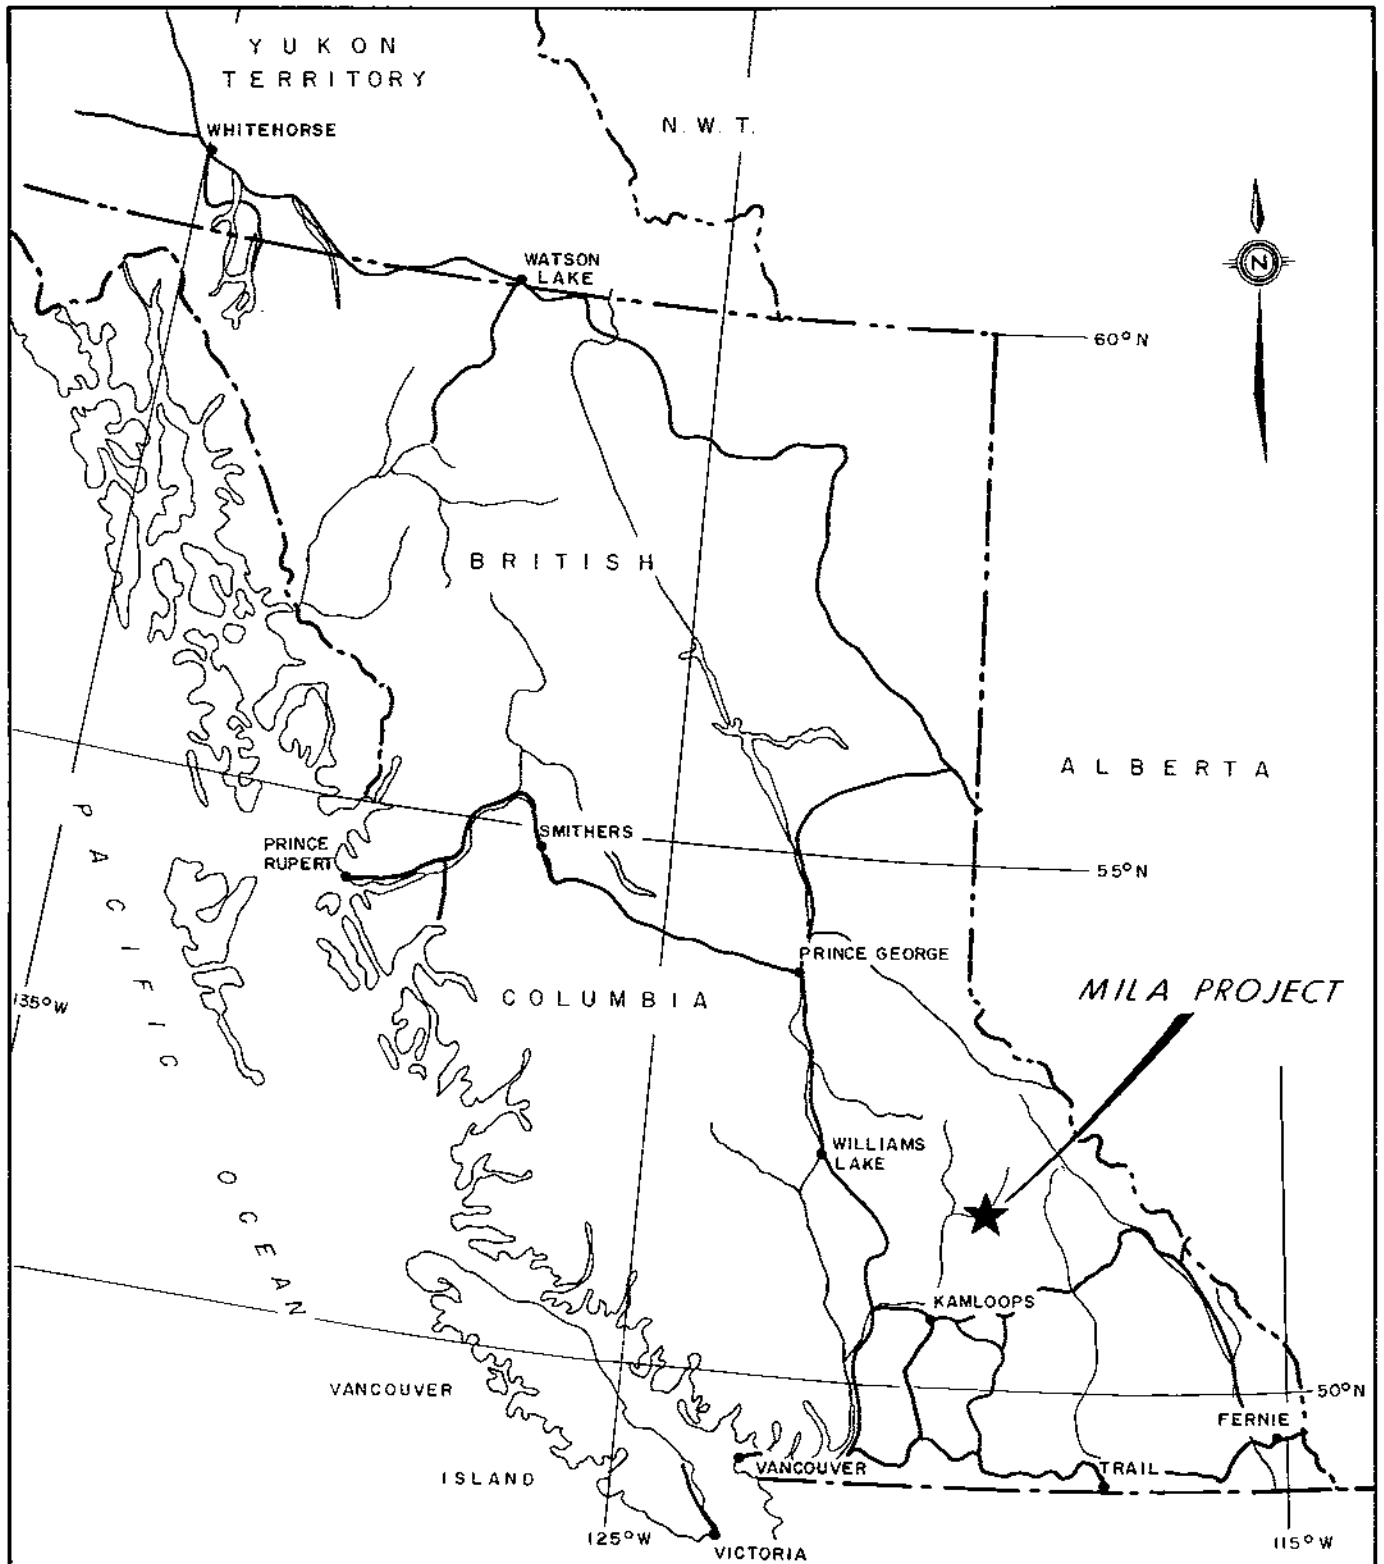 YUKON
TERRITORY
N.W.T.
WHITEHORSE
WATSON
LAKE
N
60°N
BRITISH
ALBERTA
PACIFIC
SMITHERS
PRINCE
RUPERT
55°N
PRINCE GEORGE
MILA PROJECT
COLUMBIA
135°W
WILLIAMS
LAKE
OCEAN
KAMLOOPS
VANCOUVER
50°N
FERNIE
ISLAND
VANCOUVER
TRAIL
125°W
115°W
VICTORIA